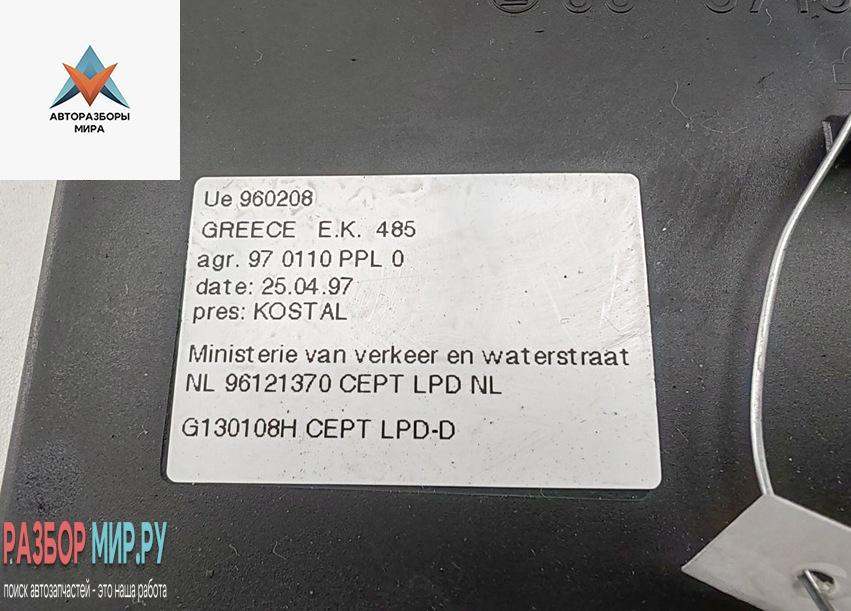 АВТОРАЗБОРЫ
МИРА
Ue 960208
GREECE E.K. 485
agr. 97 0110 PPL 0
date: 25.04.97
pres: KOSTAL
Ministerie van verkeer en waterstraat
NL 96121370 CEPT LPD NL
G130108H CEPT LPD-D
РАЗБОР МИР.РУ
поиск автозапчастей - это наша работа